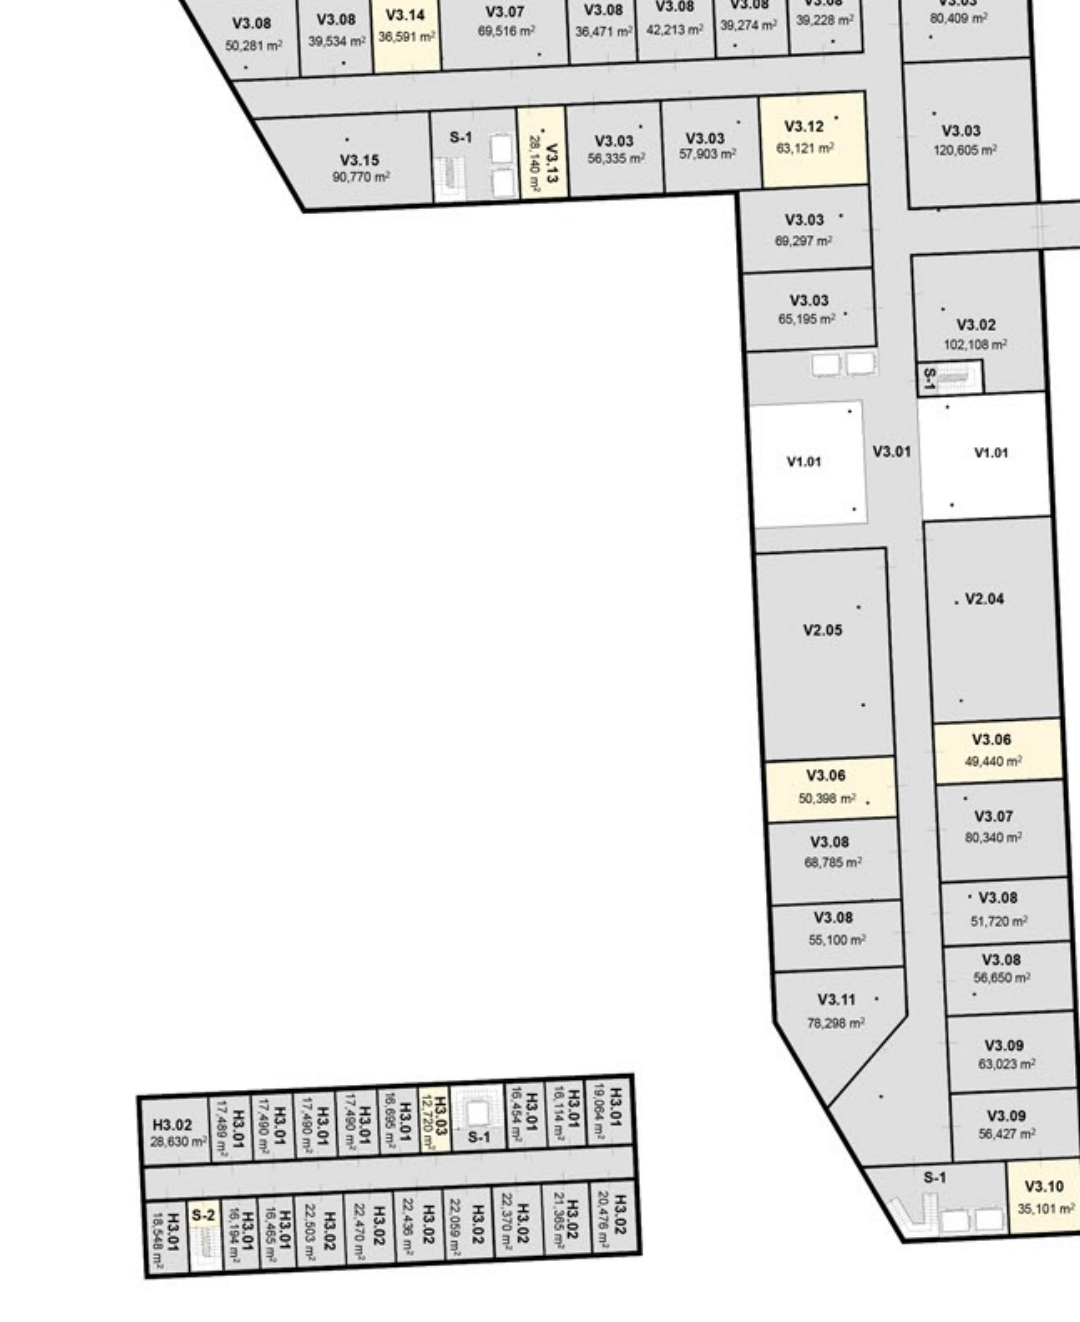 V3.08
50,281 m²
V3.08
39,534 m²
V3.14
36,591 m²
V3.07
69,516 m²
V3.08
36,471 m²
V3.08
42,213 m²
V3.08
39,274 m²
V3.08
39,228 m²
V3.03
80,409 m²
V3.15
90,770 m²
S-1
V3.13
28,140 m²
V3.03
56,335 m²
V3.03
57,903 m²
V3.12
63,121 m²
V3.03
120,605 m²
V3.03
69,297 m²
V3.03
65,195 m²
V3.02
102,108 m²
S-1
V1.01
V3.01
V1.01
V2.05
V2.04
V3.06
49,440 m²
V3.06
50,398 m²
V3.07
80,340 m²
V3.08
68,785 m²
V3.08
51,720 m²
V3.08
55,100 m²
V3.08
56,650 m²
V3.11
78,298 m²
V3.09
63,023 m²
V3.09
56,427 m²
S-1
V3.10
35,101 m²
H3.02
28,630 m²
H3.01
17,489 m²
H3.01
17,490 m²
H3.01
17,490 m²
H3.01
17,490 m²
H3.01
16,695 m²
H3.03
12,720 m²
S-1
H3.01
16,454 m²
H3.01
16,114 m²
H3.01
19,064 m²
H3.01
18,548 m²
S-2
H3.01
16,194 m²
H3.01
16,465 m²
H3.02
22,503 m²
H3.02
22,470 m²
H3.02
22,436 m²
H3.02
22,059 m²
H3.02
22,370 m²
H3.02
21,365 m²
H3.02
20,476 m²